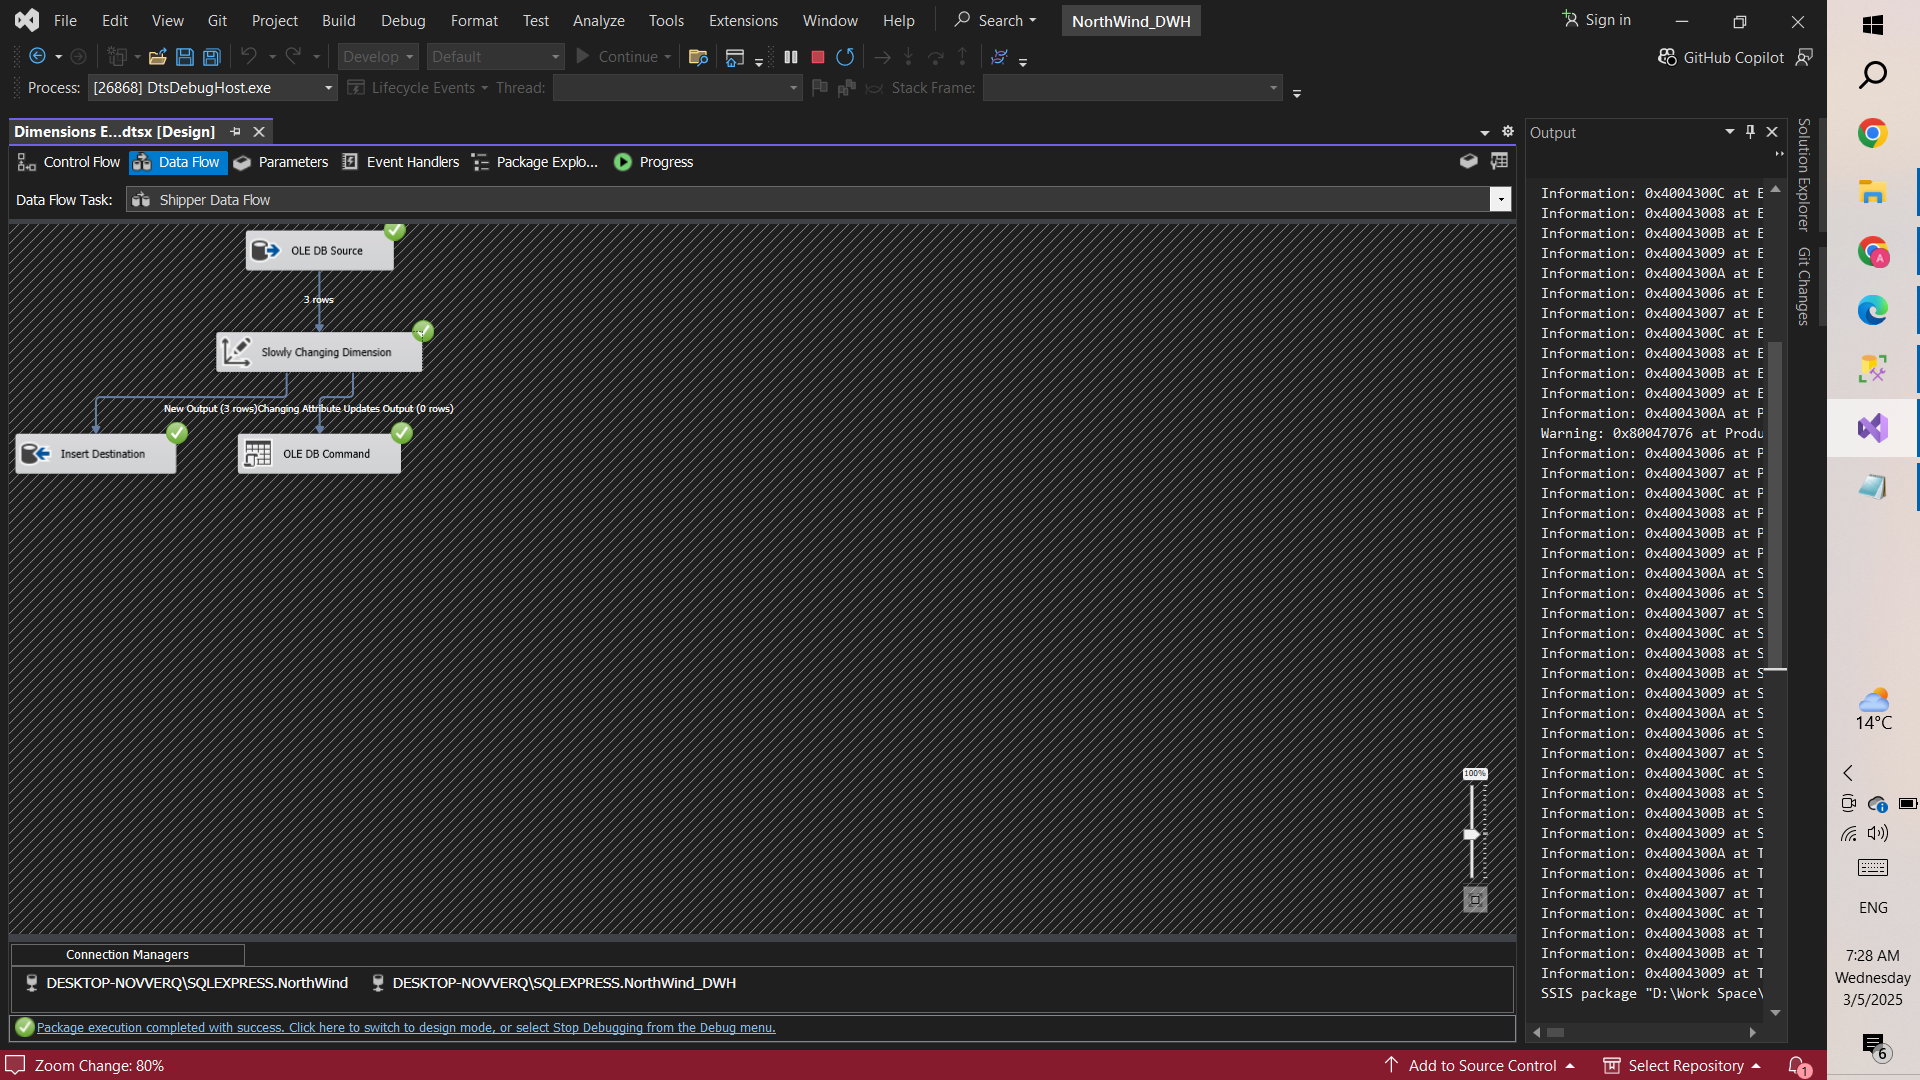 File Edit View Git Project Build Debug Format Test Analyze Tools Extensions Window Help Search NorthWind_DWH Sign in
Develop Default Continue GitHub Copilot
Process: [26868] DtsDebugHost.exe Lifecycle Events Thread: Stack Frame:
Dimensions E...dtsx [Design]
Control Flow Data Flow Parameters Event Handlers Package Explo... Progress
Data Flow Task: Shipper Data Flow
OLE DB Source
3 rows
Slowly Changing Dimension
New Output (3 rows)Changing Attribute Updates Output (0 rows)
Insert Destination OLE DB Command
100%
Connection Managers
DESKTOP-NOVVERQ\SQLEXPRESS.NorthWind DESKTOP-NOVVERQ\SQLEXPRESS.NorthWind_DWH
Package execution completed with success. Click here to switch to design mode, or select Stop Debugging from the Debug menu.
Output
Information: 0x4004300C at E
Information: 0x40043008 at E
Information: 0x4004300B at E
Information: 0x40043009 at E
Information: 0x4004300A at E
Information: 0x40043006 at E
Information: 0x40043007 at E
Information: 0x4004300C at E
Information: 0x40043008 at E
Information: 0x4004300B at E
Information: 0x40043009 at E
Information: 0x4004300A at P
Warning: 0x80047076 at Produ
Information: 0x40043006 at P
Information: 0x40043007 at P
Information: 0x4004300C at P
Information: 0x40043008 at P
Information: 0x4004300B at P
Information: 0x40043009 at P
Information: 0x4004300A at S
Information: 0x40043006 at S
Information: 0x40043007 at S
Information: 0x4004300C at S
Information: 0x40043008 at S
Information: 0x4004300B at S
Information: 0x40043009 at S
Information: 0x4004300A at S
Information: 0x40043006 at S
Information: 0x40043007 at S
Information: 0x4004300C at S
Information: 0x40043008 at S
Information: 0x4004300B at S
Information: 0x40043009 at S
Information: 0x4004300A at T
Information: 0x40043006 at T
Information: 0x40043007 at T
Information: 0x4004300C at T
Information: 0x40043008 at T
Information: 0x4004300B at T
Information: 0x40043009 at T
SSIS package "D:\Work Space\
Solution Explorer
Git Changes
Zoom Change: 80% Add to Source Control Select Repository 1
A
14°C
ENG
7:28 AM
Wednesday
3/5/2025
6